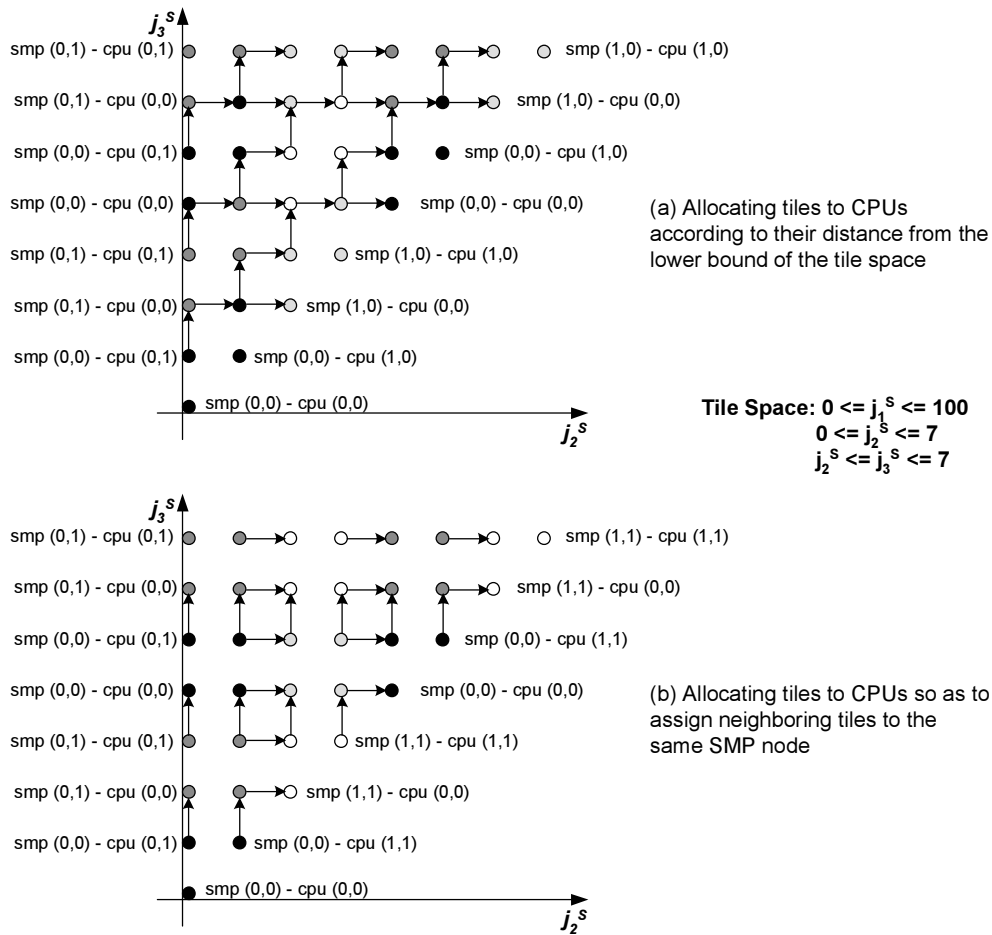 j3S
smp (0,1) - cpu (0,1)
smp (1,0) - cpu (1,0)
smp (0,1) - cpu (0,0)
smp (1,0) - cpu (0,0)
smp (0,0) - cpu (0,1)
smp (0,0) - cpu (1,0)
smp (0,0) - cpu (0,0)
smp (0,0) - cpu (0,0)
smp (0,1) - cpu (0,1)
smp (1,0) - cpu (1,0)
smp (0,1) - cpu (0,0)
smp (1,0) - cpu (0,0)
smp (0,0) - cpu (0,1)
smp (0,0) - cpu (1,0)
smp (0,0) - cpu (0,0)
j2S
(a) Allocating tiles to CPUs
according to their distance from the
lower bound of the tile space
Tile Space: 0 <= j1S <= 100
0 <= j2S <= 7
j2S <= j3S <= 7
j3S
smp (0,1) - cpu (0,1)
smp (1,1) - cpu (1,1)
smp (0,1) - cpu (0,0)
smp (1,1) - cpu (0,0)
smp (0,0) - cpu (0,1)
smp (0,0) - cpu (1,1)
smp (0,0) - cpu (0,0)
smp (0,0) - cpu (0,0)
smp (0,1) - cpu (0,1)
smp (1,1) - cpu (1,1)
smp (0,1) - cpu (0,0)
smp (1,1) - cpu (0,0)
smp (0,0) - cpu (0,1)
smp (0,0) - cpu (1,1)
smp (0,0) - cpu (0,0)
j2S
(b) Allocating tiles to CPUs so as to
assign neighboring tiles to the
same SMP node